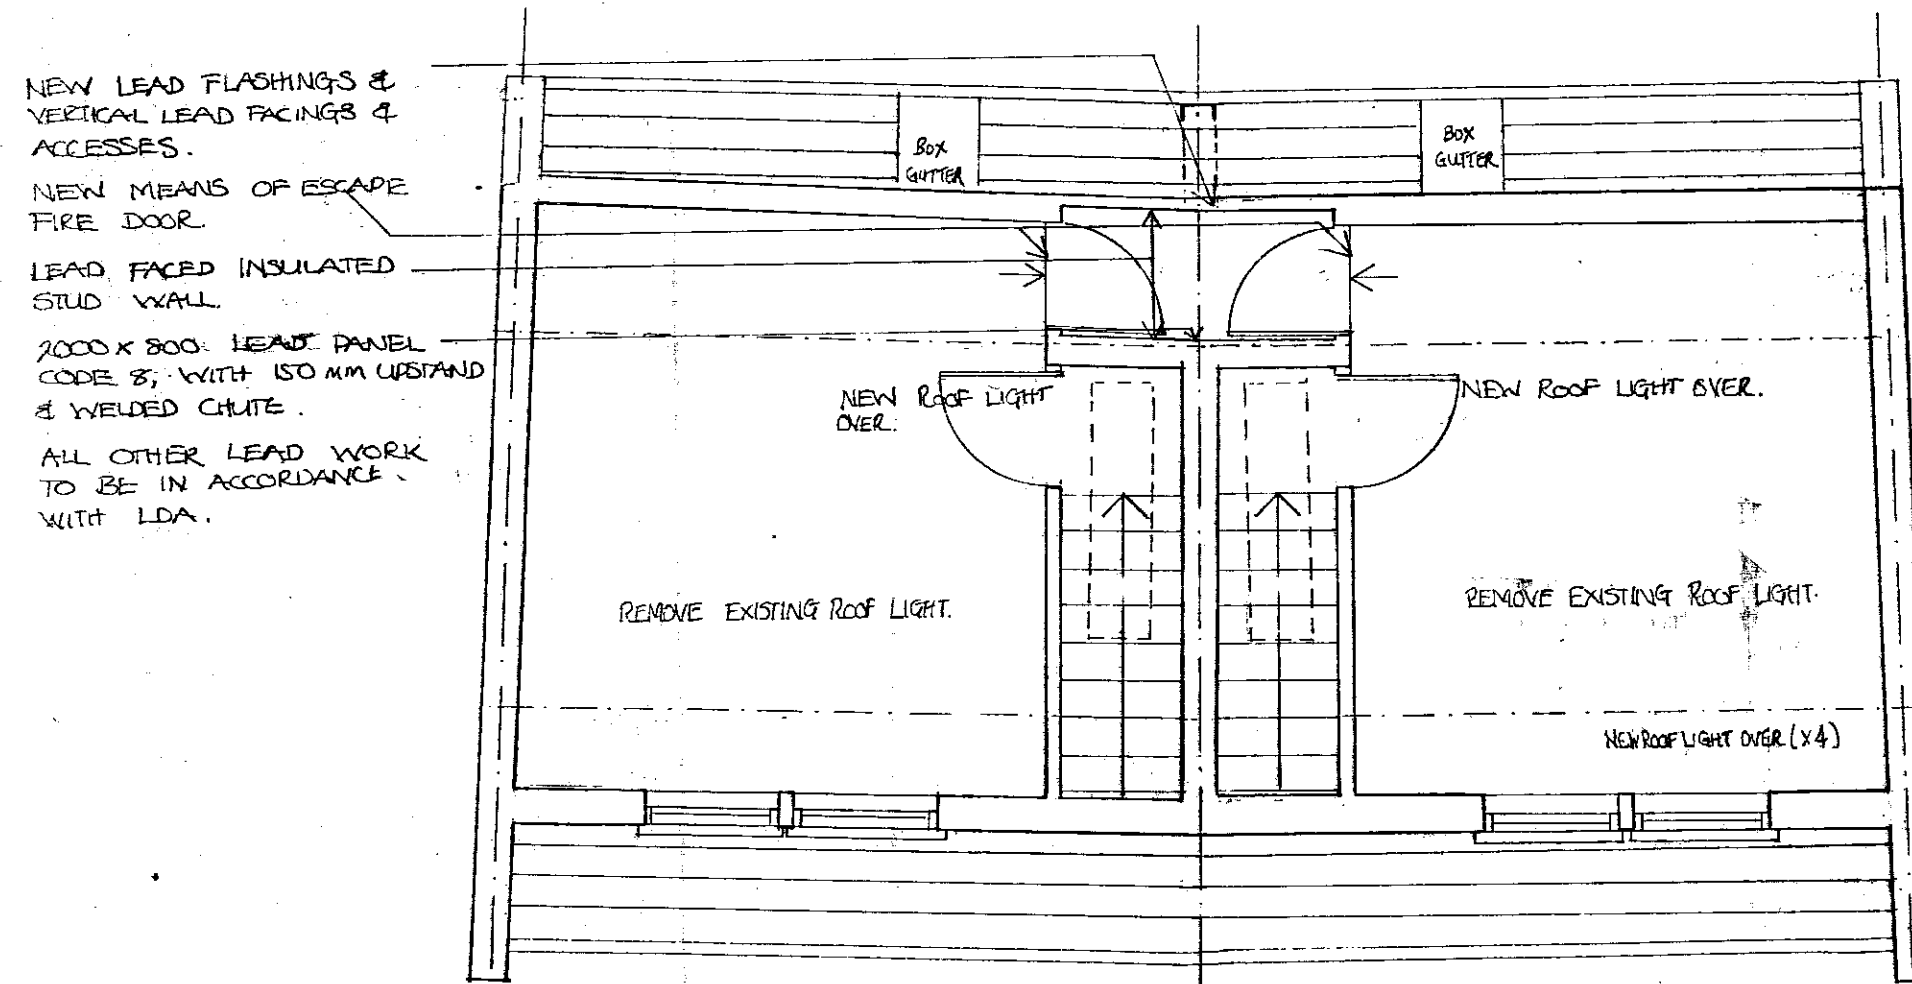 NEW LEAD FLASHINGS &
VERTICAL LEAD FACINGS &
ACCESSES.
NEW MEANS OF ESCAPE
FIRE DOOR.
LEAD FACED INSULATED
STUD WALL.
2000 X 800 LEAD PANEL
CODE 8, WITH 150 MM UPSTAND
& WELDED CHUTE.
ALL OTHER LEAD WORK
TO BE IN ACCORDANCE.
WITH LDA.
BOX
GUTTER
BOX
GUTTER
NEW ROOF LIGHT
OVER.
NEW ROOF LIGHT OVER.
REMOVE EXISTING ROOF LIGHT.
REMOVE EXISTING ROOF LIGHT.
NEW ROOF LIGHT OVER (X4)